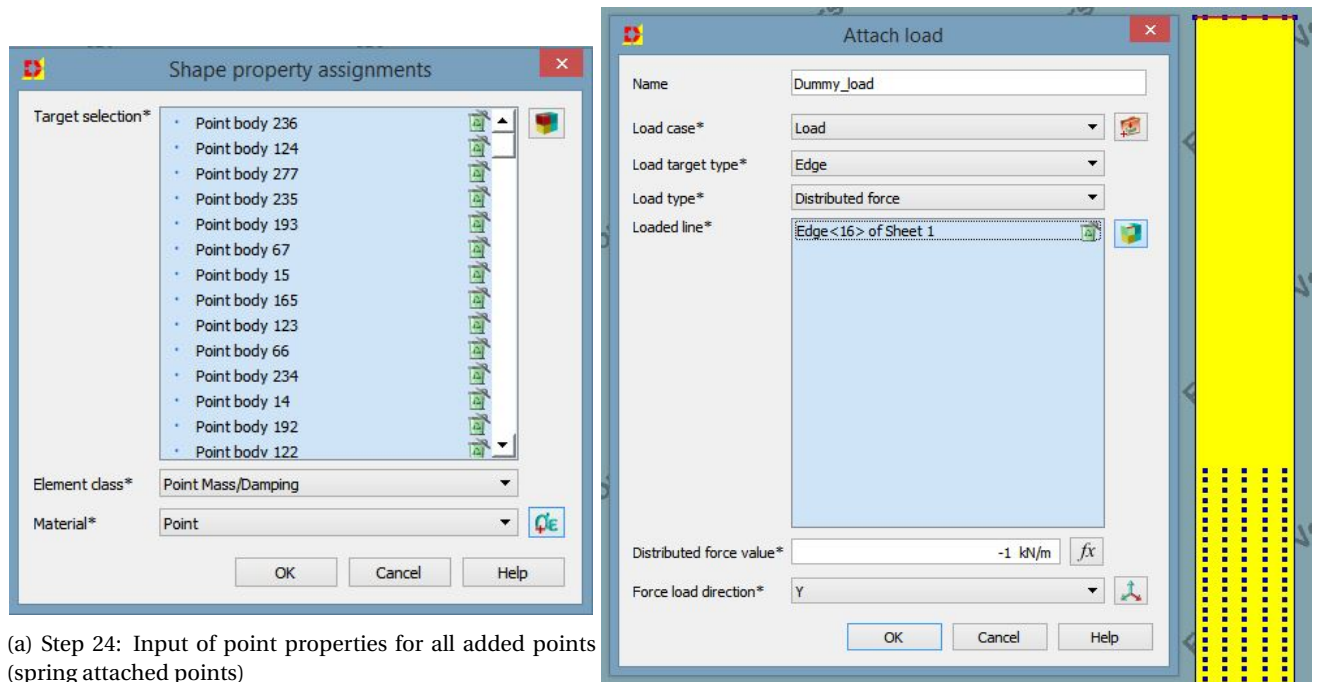 Shape property assignments
Target selection*
Point body 236
Point body 124
Point body 277
Point body 235
Point body 193
Point body 67
Point body 15
Point body 165
Point body 123
Point body 66
Point body 234
Point body 14
Point body 192
Point body 122
Element class*
Point Mass/Damping
Material*
Point
OK
Cancel
Help
(a) Step 24: Input of point properties for all added points
(spring attached points)
Attach load
Name
Dummy_load
Load case*
Load
Load target type*
Edge
Load type*
Distributed force
Loaded line*
Edge<16> of Sheet 1
Distributed force value*
-1 kN/m
fx
Force load direction*
Y
OK
Cancel
Help